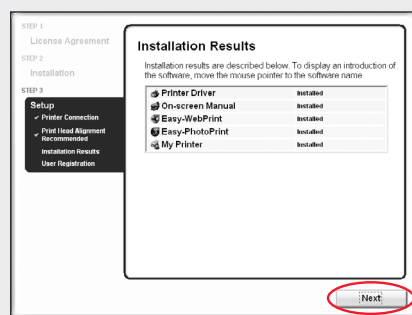 STEP 1
License Agreement
STEP 2
Installation
STEP 3
Setup
Printer Connection
Print Head Alignment
Recommended
Installation Results
User Registration
Installation Results
Installation results are described below. To display an introduction of
the software, move the mouse pointer to the software name.
Printer Driver Installed
On-screen Manual Installed
Easy-WebPrint Installed
Easy-PhotoPrint Installed
My Printer Installed
Next